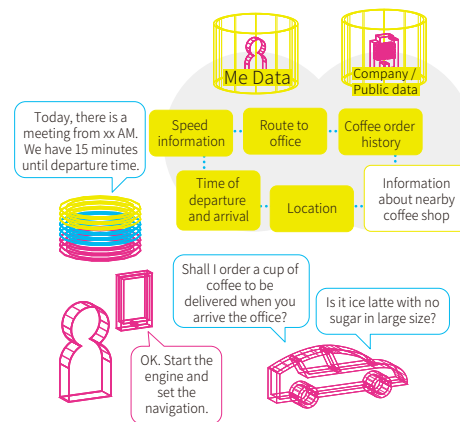 Me Data
Company /
Public data
Today, there is a
meeting from xx AM.
We have 15 minutes
until departure time.
Speed
information
Route to
office
Coffee order
history
Time of
departure
and arrival
Location
Information
about nearby
coffee shop
Shall I order a cup of
coffee to be
delivered when you
arrive the office?
Is it ice latte with no
sugar in large size?
OK. Start the
engine and
set the
navigation.